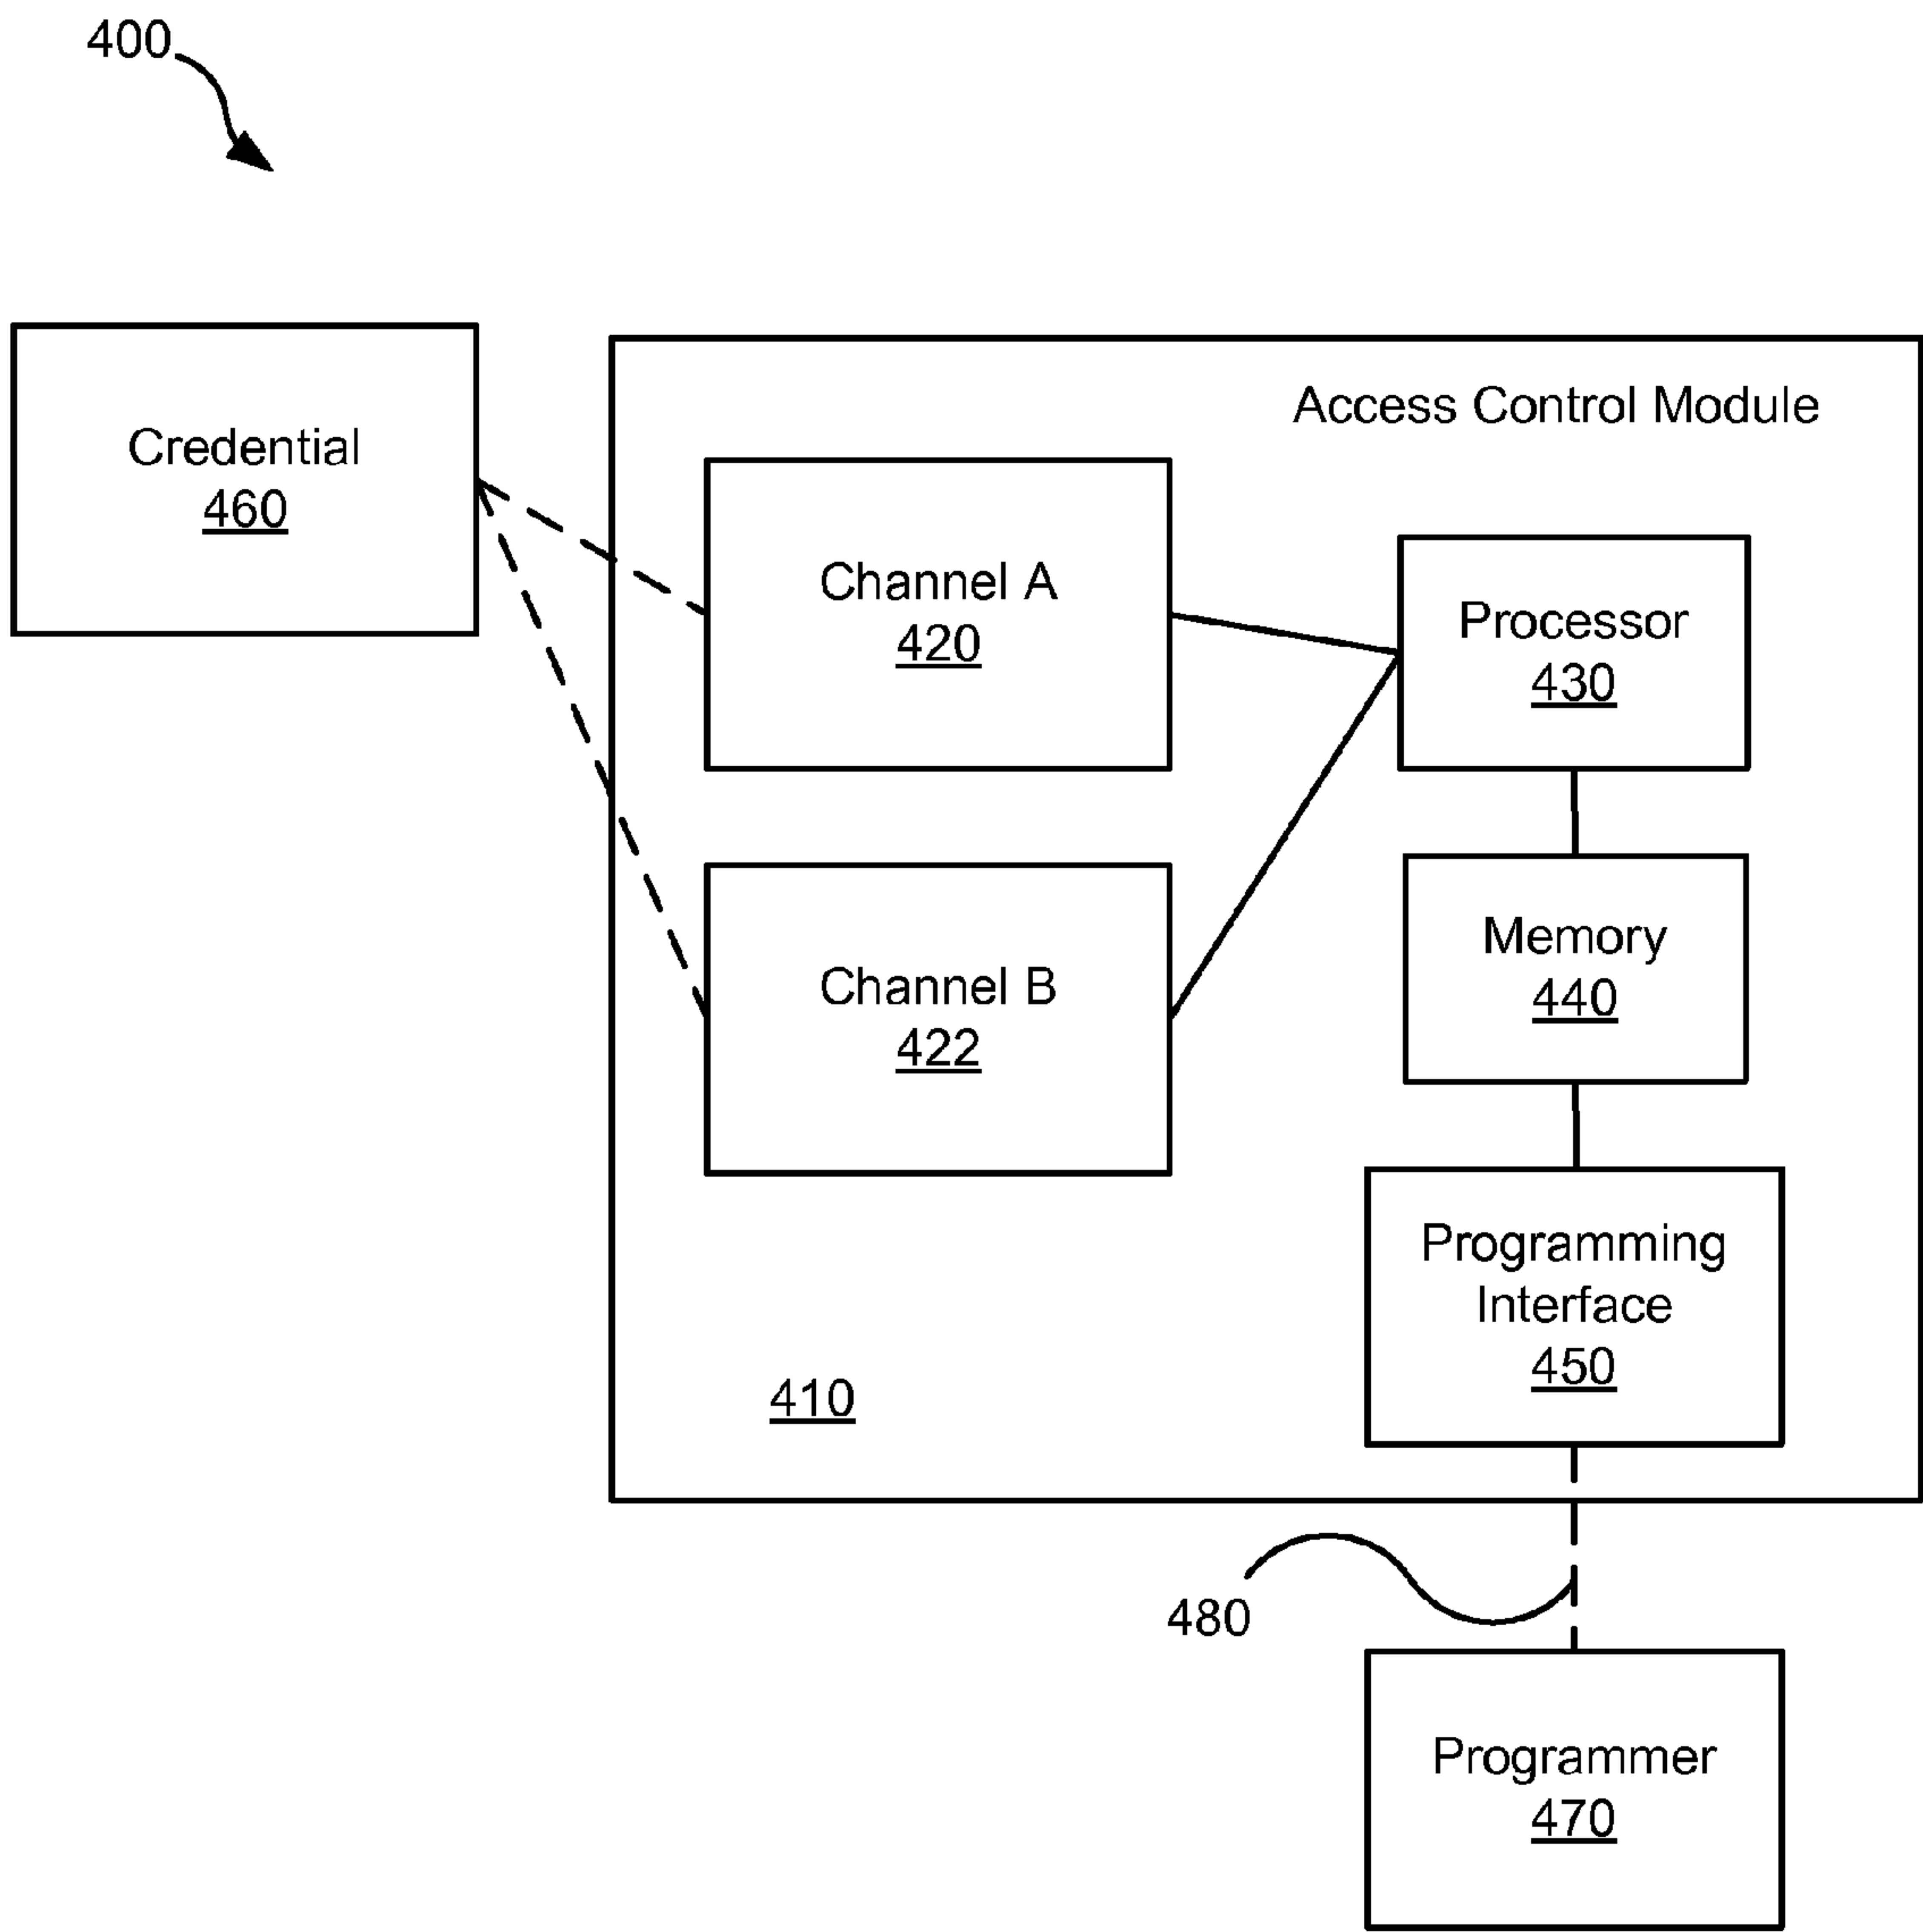 400
Credential
460
Access Control Module
Channel A
420
Processor
430
Channel B
422
Memory
440
Programming
Interface
450
410
480
Programmer
470